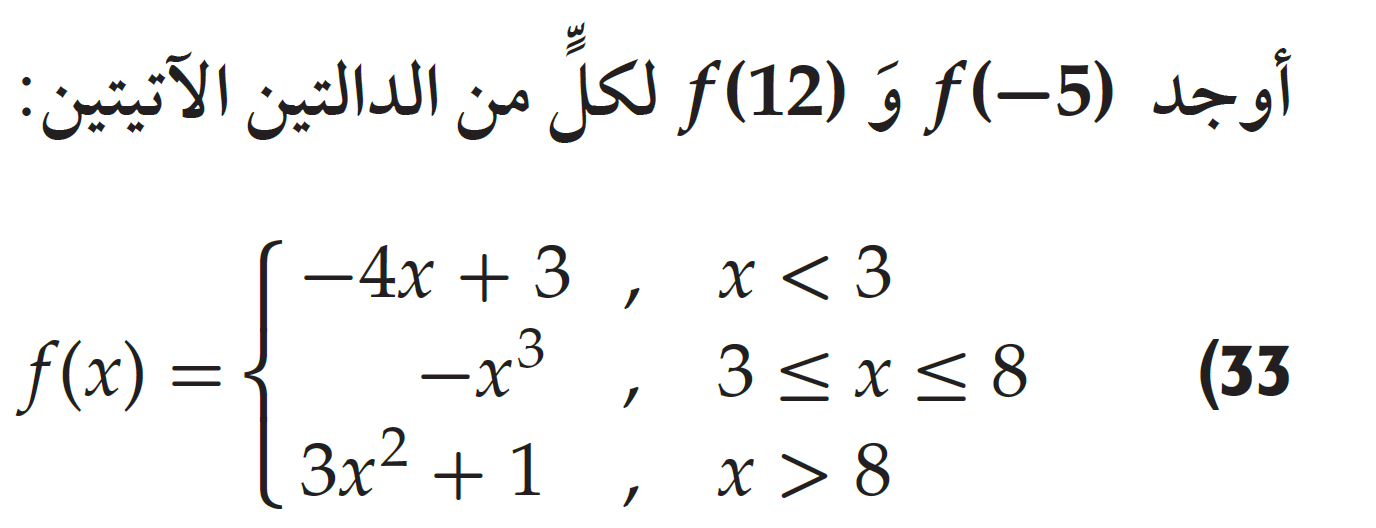 أوجد f(−5) وَ f(12) لكلٍّ من الدالتين الآتيتين:
(33
f(x) = {
−4x + 3 , x < 3
−x³ , 3 ≤ x ≤ 8
3x² + 1 , x > 8